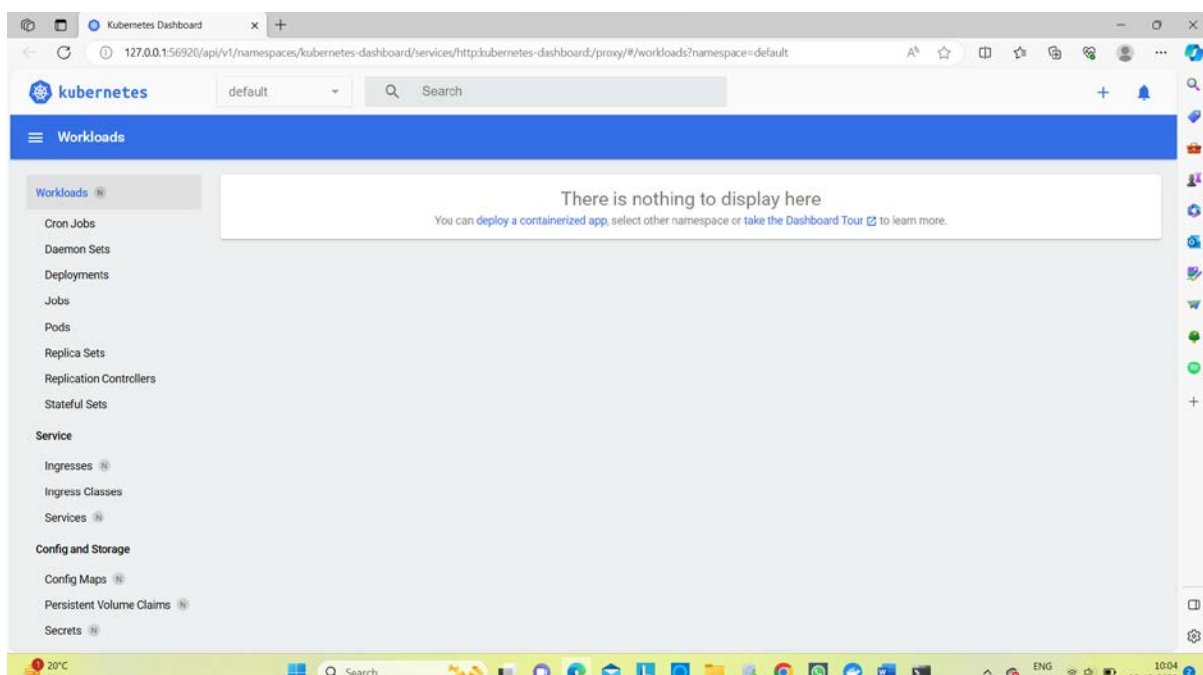 Kubernetes Dashboard
127.0.0.1:56920/api/v1/namespaces/kubernetes-dashboard/services/http:kubernetes-dashboard:/proxy/#/workloads?namespace=default
kubernetes
default
Search
Workloads
Workloads N
Cron Jobs
Daemon Sets
Deployments
Jobs
Pods
Replica Sets
Replication Controllers
Stateful Sets
Service
Ingresses N
Ingress Classes
Services N
Config and Storage
Config Maps N
Persistent Volume Claims N
Secrets N
There is nothing to display here
You can deploy a containerized app, select other namespace or take the Dashboard Tour to learn more.
1 20°C
Search
ENG
10:04